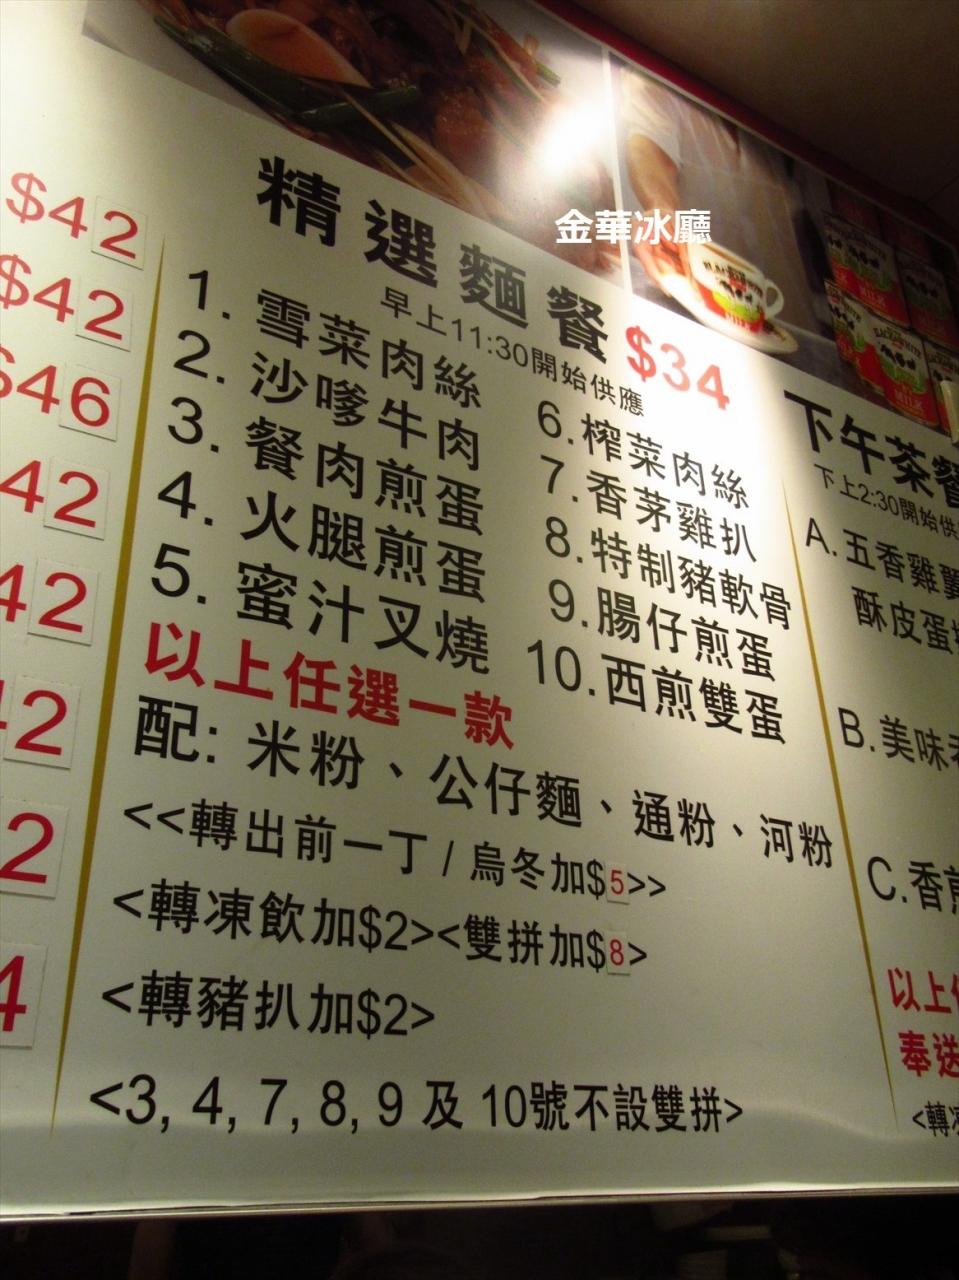 金華冰廳
$42
$42
$46
42
42
42
2
4
精選麵餐 $34
早上11:30開始供應
1. 雪菜肉絲
2. 沙嗲牛肉
3. 餐肉煎蛋
4. 火腿煎蛋
5. 蜜汁叉燒
6. 榨菜肉絲
7. 香茅雞扒
8. 特制豬軟骨
9. 腸仔煎蛋
10. 西煎雙蛋
以上任選一款
配: 米粉、公仔麵、通粉、河粉
<<轉出前一丁 / 烏冬加$5>>
<轉凍飲加$2><雙拼加$8>
<轉豬扒加$2>
<3, 4, 7, 8, 9 及 10號不設雙拼>
下午茶餐
下上2:30開始供
A. 五香雞
酥皮蛋
B. 美味
C. 香煎
以上
奉送
<轉凍